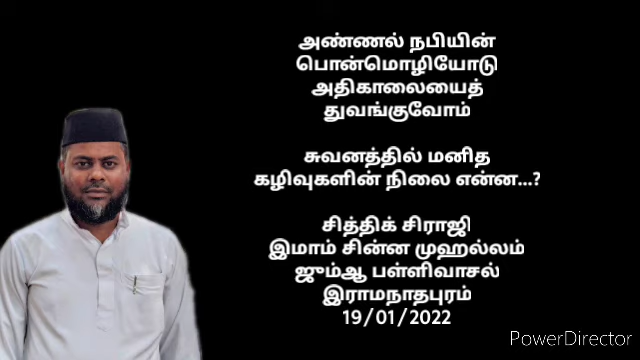 அண்ணல் நபியின்
பொன்மொழியோடு
அதிகாலையைத்
துவங்குவோம்
சுவனத்தில் மனித
கழிவுகளின் நிலை என்ன...?
சித்திக் சிராஜி
இமாம் சின்ன முஹல்லம்
ஜும்ஆ பள்ளிவாசல்
இராமநாதபுரம்
19/01/2022
PowerDirector